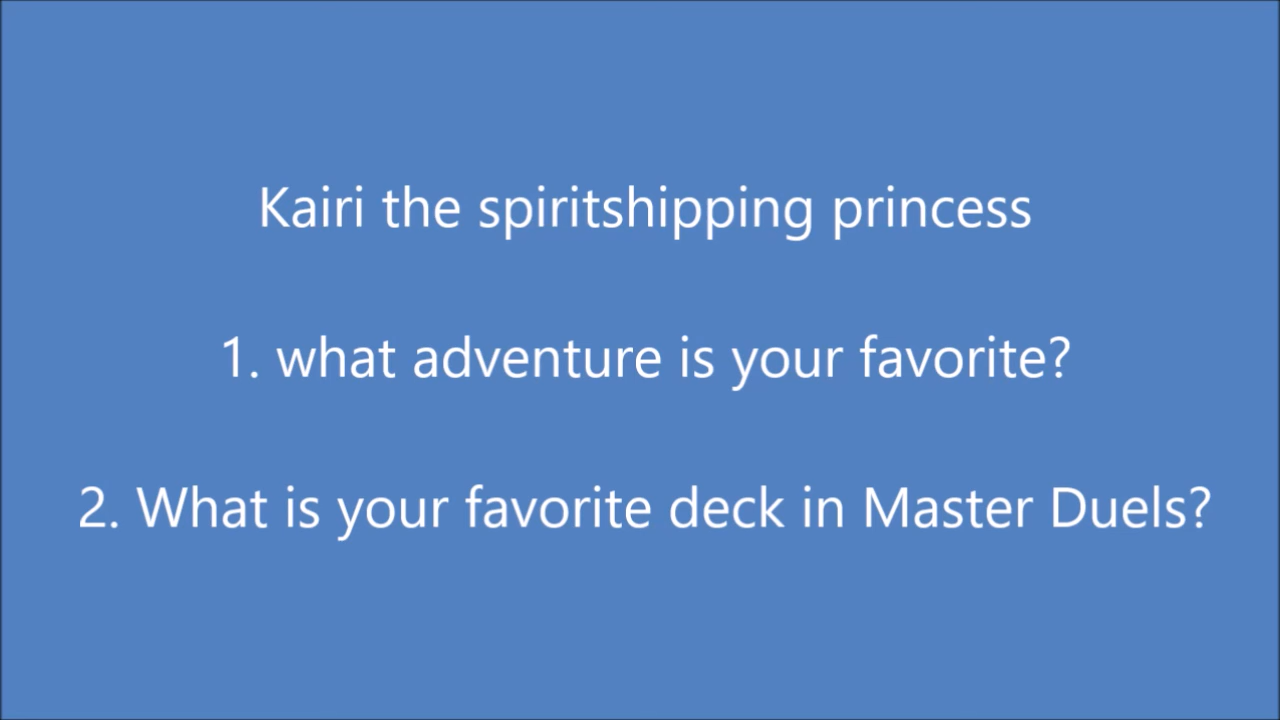 Kairi the spiritshipping princess
1. what adventure is your favorite?
2. What is your favorite deck in Master Duels?